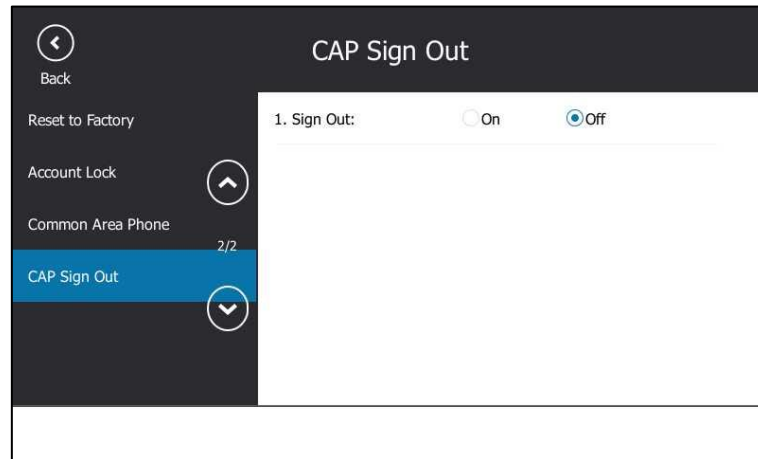 CAP Sign Out
Back
Reset to Factory
Account Lock
Common Area Phone
2/2
CAP Sign Out
1. Sign Out: On Off